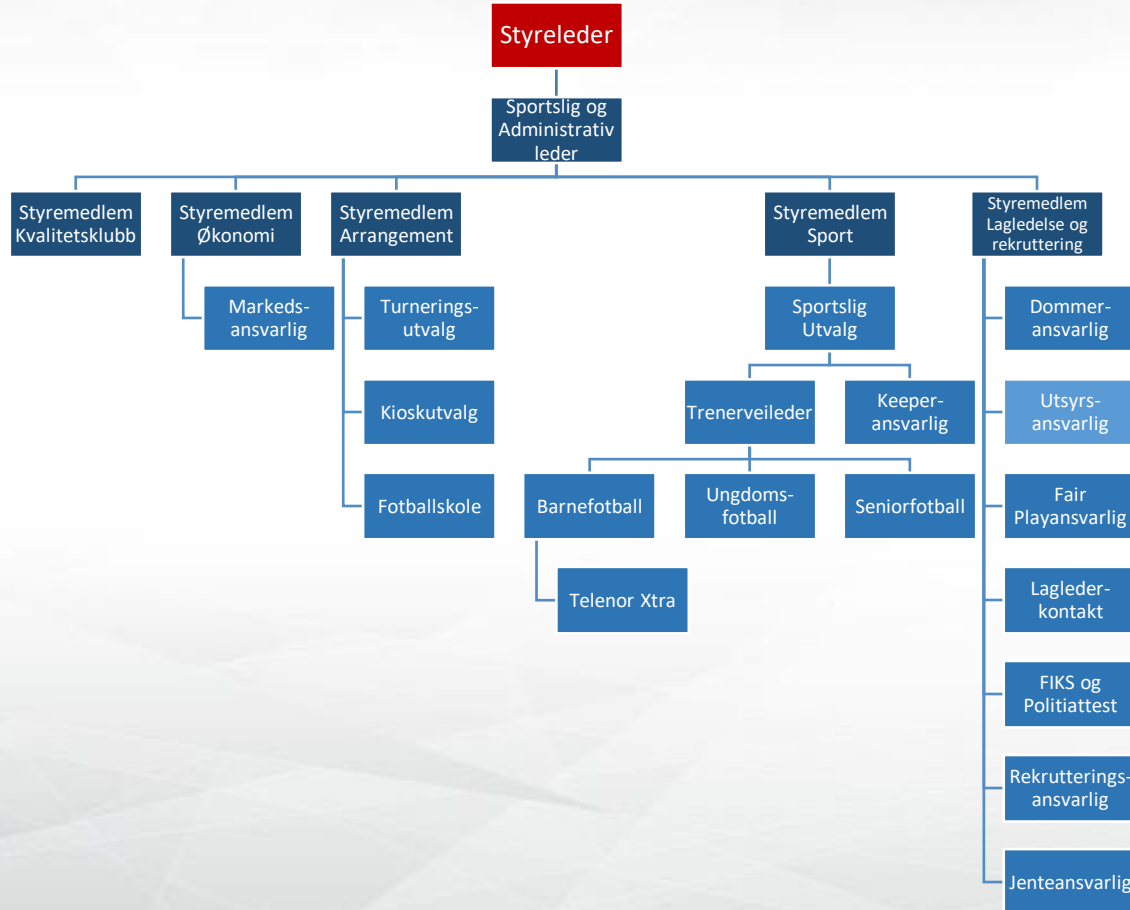 Styreleder
Sportslig og
Administrativ
leder
Styremedlem
Kvalitetsklubb
Styremedlem
Økonomi
Styremedlem
Arrangement
Styremedlem
Sport
Styremedlem
Lagledelse og
rekruttering
Markeds-
ansvarlig
Turnerings-
utvalg
Sportslig
Utvalg
Dommer-
ansvarlig
Kioskutvalg
Trenerveileder
Keeper-
ansvarlig
Utsyrs-
ansvarlig
Fotballskole
Barnefotball
Ungdoms-
fotball
Seniorfotball
Fair
Playansvarlig
Telenor Xtra
Lagleder-
kontakt
FIKS og
Politiattest
Rekrutterings-
ansvarlig
Jenteansvarlig